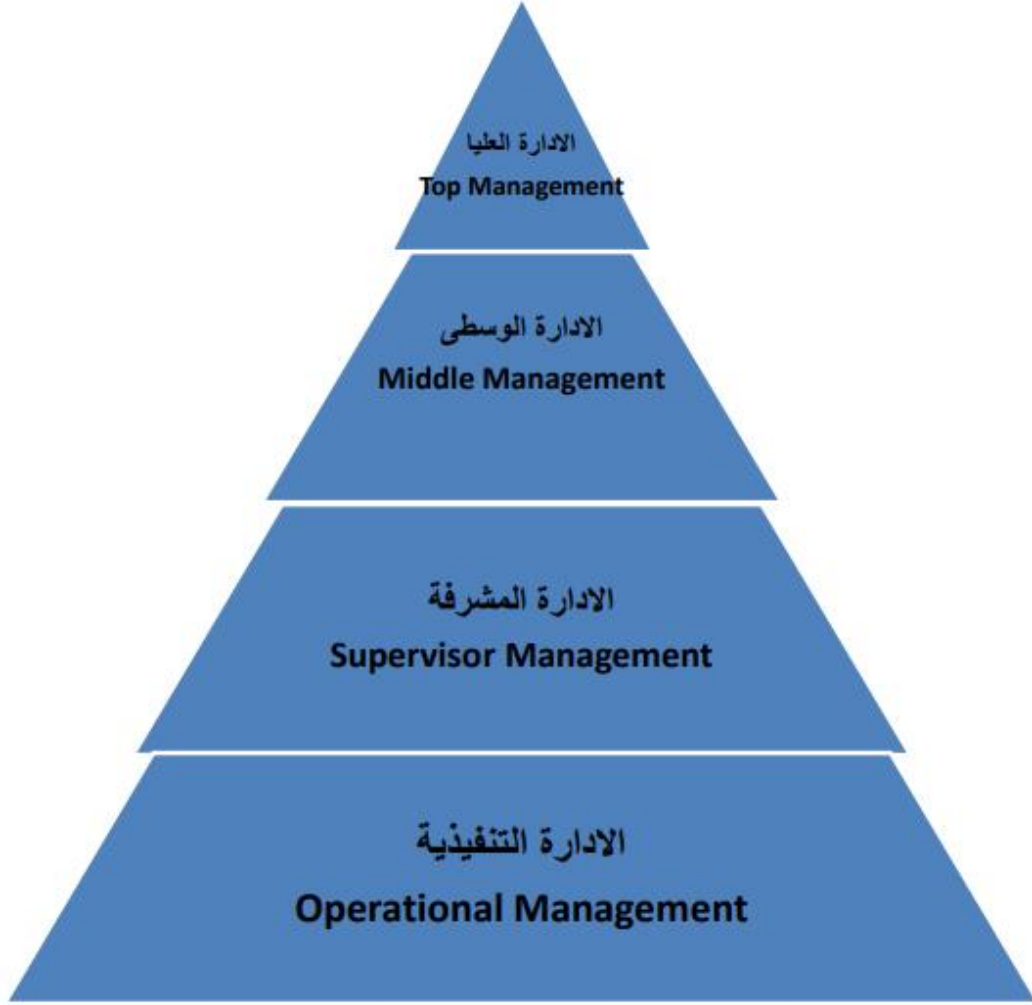 الادارة العليا
Top Management
الادارة الوسطى
Middle Management
الادارة المشرفة
Supervisor Management
الادارة التنفيذية
Operational Management